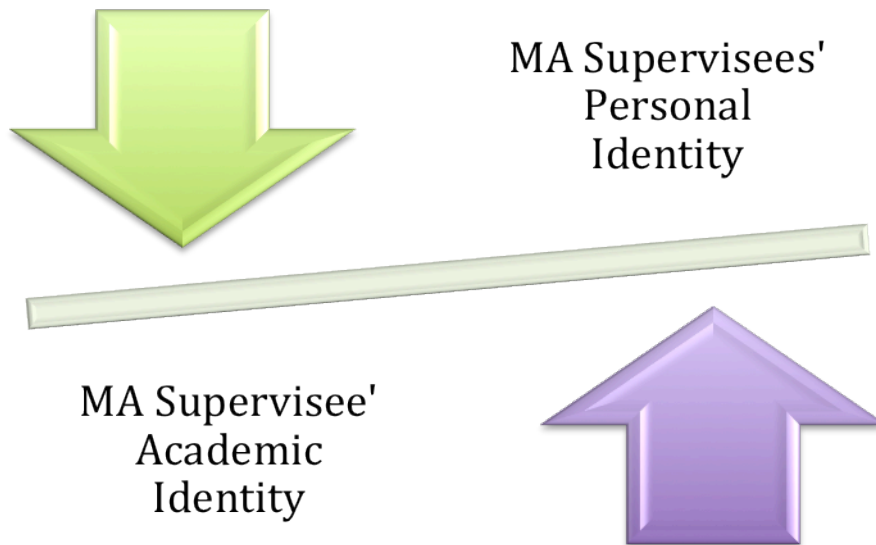 MA Supervisees'
Personal
Identity
MA Supervisee'
Academic
Identity